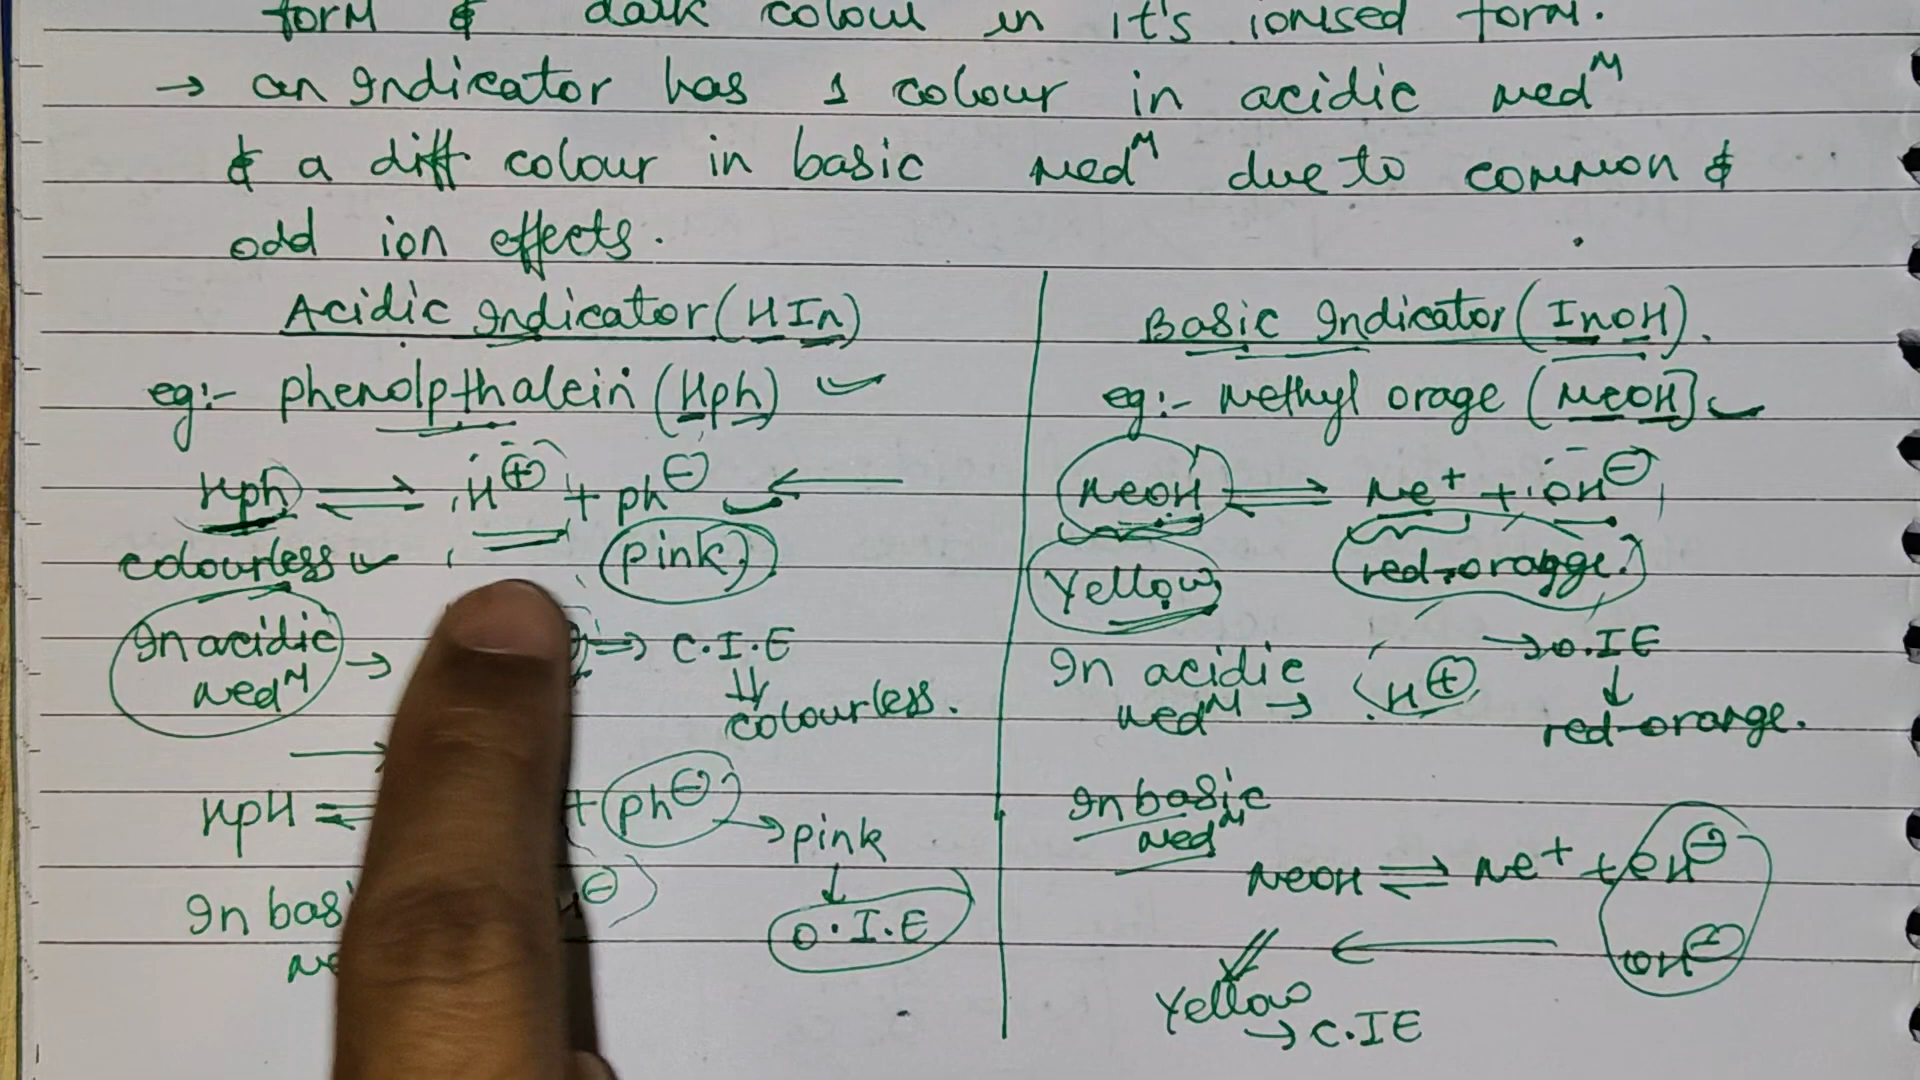 form & dark colour in it's ionised form.
→ an Indicator has 1 colour in acidic medᴹ
& a diff colour in basic medᴹ due to common &
odd ion effects.
Acidic Indicator (HIn)
eg:- phenolpthalein (Hph)
Hph ⇌ H⊕ + ph⊖ ←
colourless pink
In acidic
medᴹ →
⇒ C.I.E
⇓
colourless.
→
HpH ⇌ + ph⊖ → pink
↓
In bas ⊖ O.I.E
Basic Indicator (InOH).
eg:- Methyl orage (MeOH)
MeOH ⇌ Me⁺ + OH⊖
Yellow red-oragge.
In acidic
medᴹ → H⊕ → O.IE
↓
red-orange.
In basic
medᴹ
MeOH ⇌ Me⁺ + OH⊖
← OH⊖
Yellow
→ C.IE